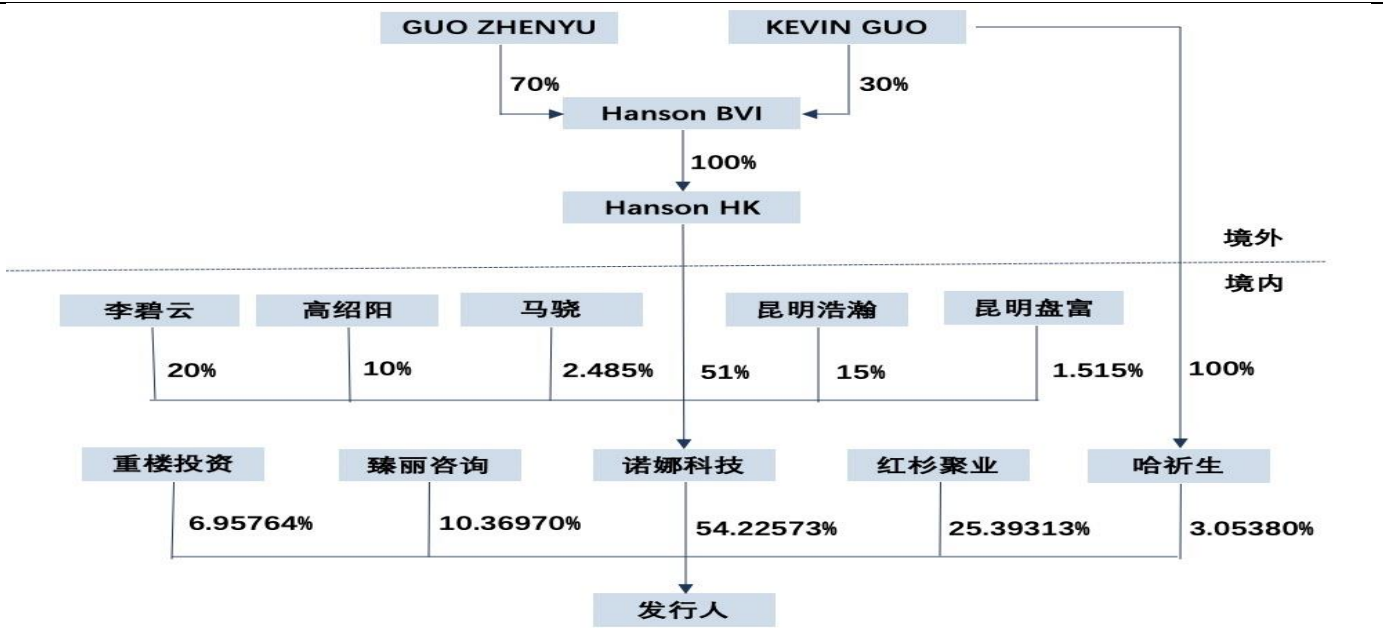 GUO ZHENYU
KEVIN GUO
70%
30%
Hanson BVI
100%
Hanson HK
境外
境内
李碧云
高绍阳
马骁
昆明浩瀚
昆明盘富
20%
10%
2.485%
51%
15%
1.515%
100%
重楼投资
臻丽咨询
诺娜科技
红杉聚业
哈祈生
6.95764%
10.36970%
54.22573%
25.39313%
3.05380%
发行人